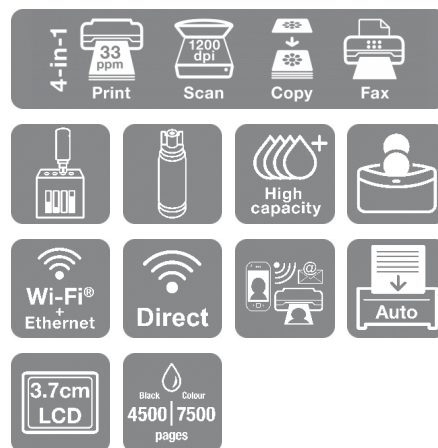 4-in-1
33
ppm
Print
1200
dpi
Scan
Copy
Fax
+
High
capacity
Wi-Fi®
+
Ethernet
Direct
@
Auto
3.7cm
LCD
Black Colour
4500 7500
pages